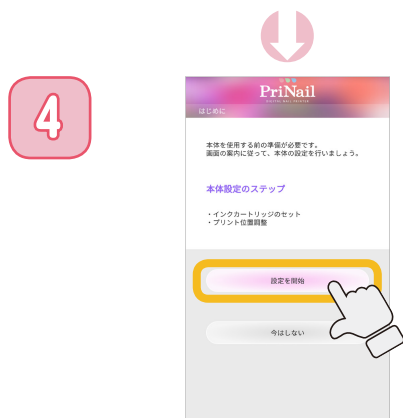 4
PriNail
DIGITAL NAIL PRINTER
はじめに
本体を使用する前の準備が必要です。
画面の案内に従って、本体の設定を行いましょう。
本体設定のステップ
・インクカートリッジのセット
・プリント位置調整
設定を開始
今はしない